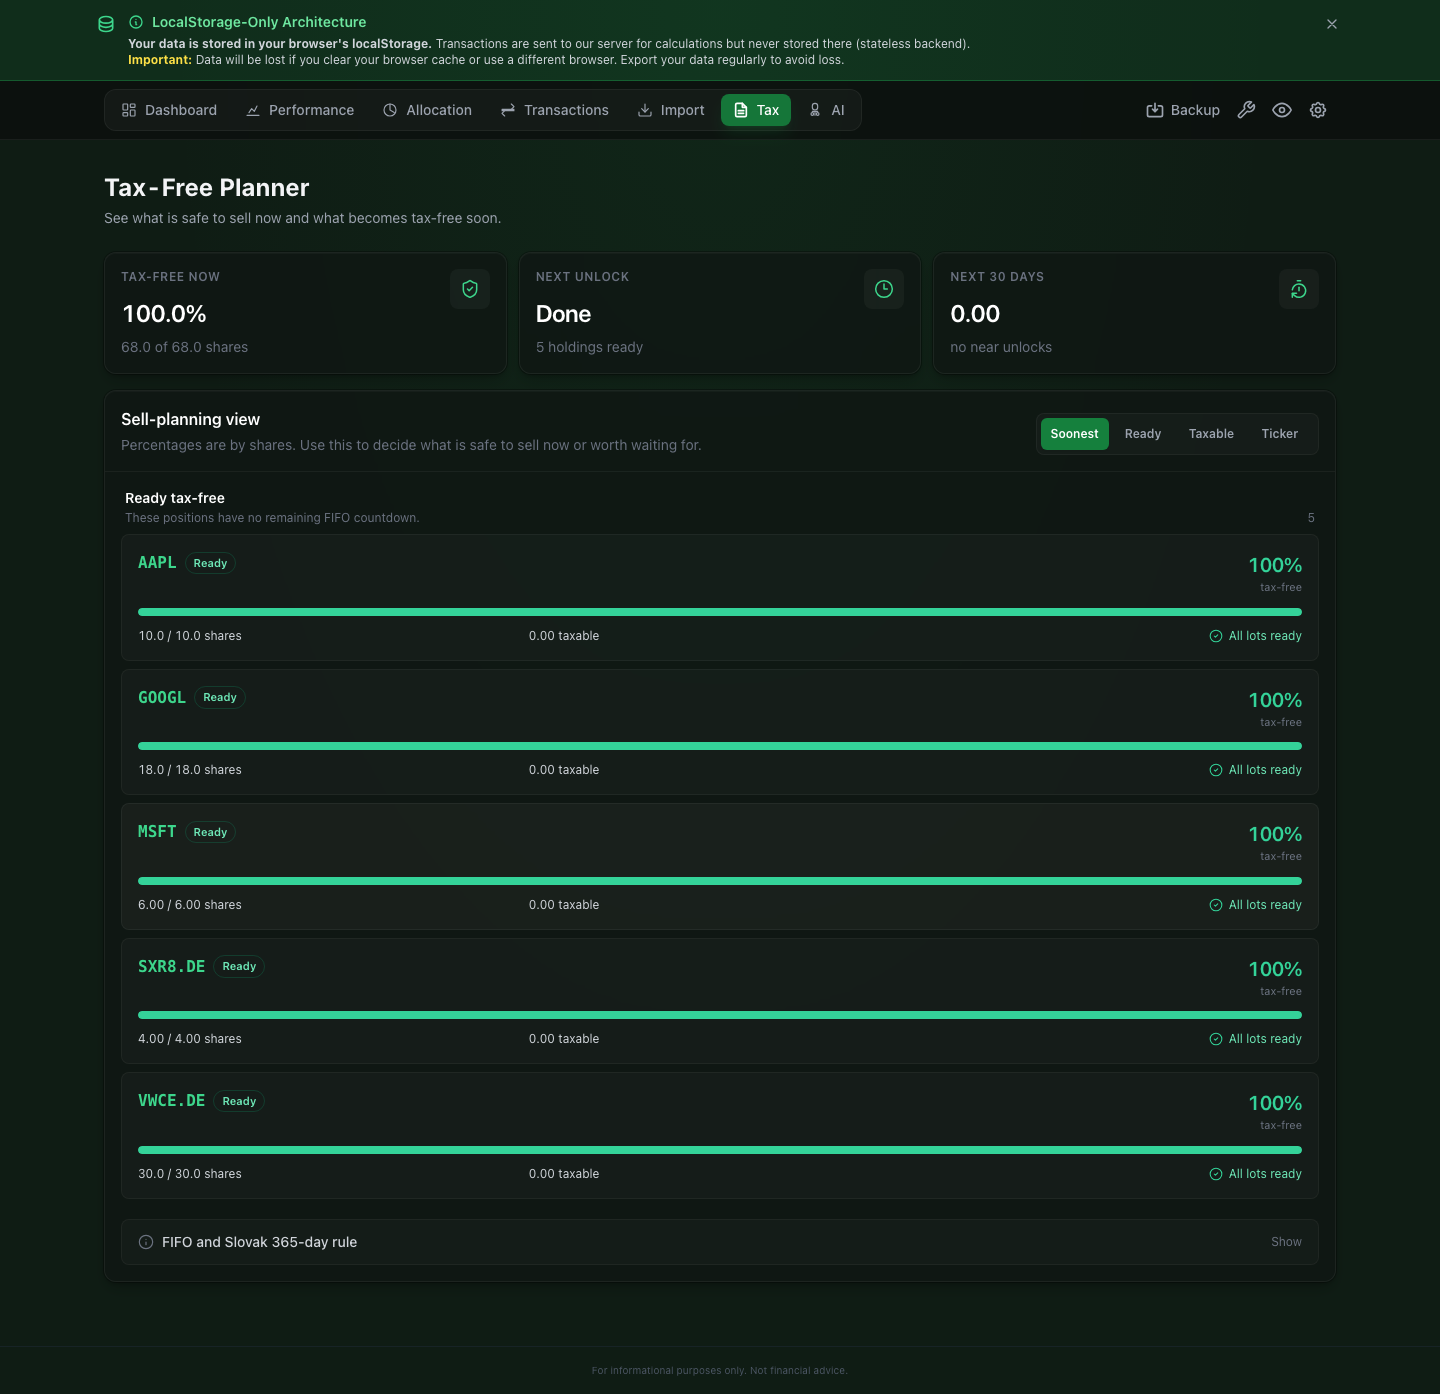 LocalStorage-Only Architecture
Your data is stored in your browser's localStorage. Transactions are sent to our server for calculations but never stored there (stateless backend).
Important: Data will be lost if you clear your browser cache or use a different browser. Export your data regularly to avoid loss.
Dashboard Performance Allocation Transactions Import Tax AI Backup
Tax-Free Planner
See what is safe to sell now and what becomes tax-free soon.
TAX-FREE NOW
100.0%
68.0 of 68.0 shares
NEXT UNLOCK
Done
5 holdings ready
NEXT 30 DAYS
0.00
no near unlocks
Sell-planning view
Percentages are by shares. Use this to decide what is safe to sell now or worth waiting for.
Soonest Ready Taxable Ticker
Ready tax-free
These positions have no remaining FIFO countdown. 5
AAPL Ready 100%
tax-free
10.0 / 10.0 shares 0.00 taxable All lots ready
GOOGL Ready 100%
tax-free
18.0 / 18.0 shares 0.00 taxable All lots ready
MSFT Ready 100%
tax-free
6.00 / 6.00 shares 0.00 taxable All lots ready
SXR8.DE Ready 100%
tax-free
4.00 / 4.00 shares 0.00 taxable All lots ready
VWCE.DE Ready 100%
tax-free
30.0 / 30.0 shares 0.00 taxable All lots ready
FIFO and Slovak 365-day rule Show
For informational purposes only. Not financial advice.